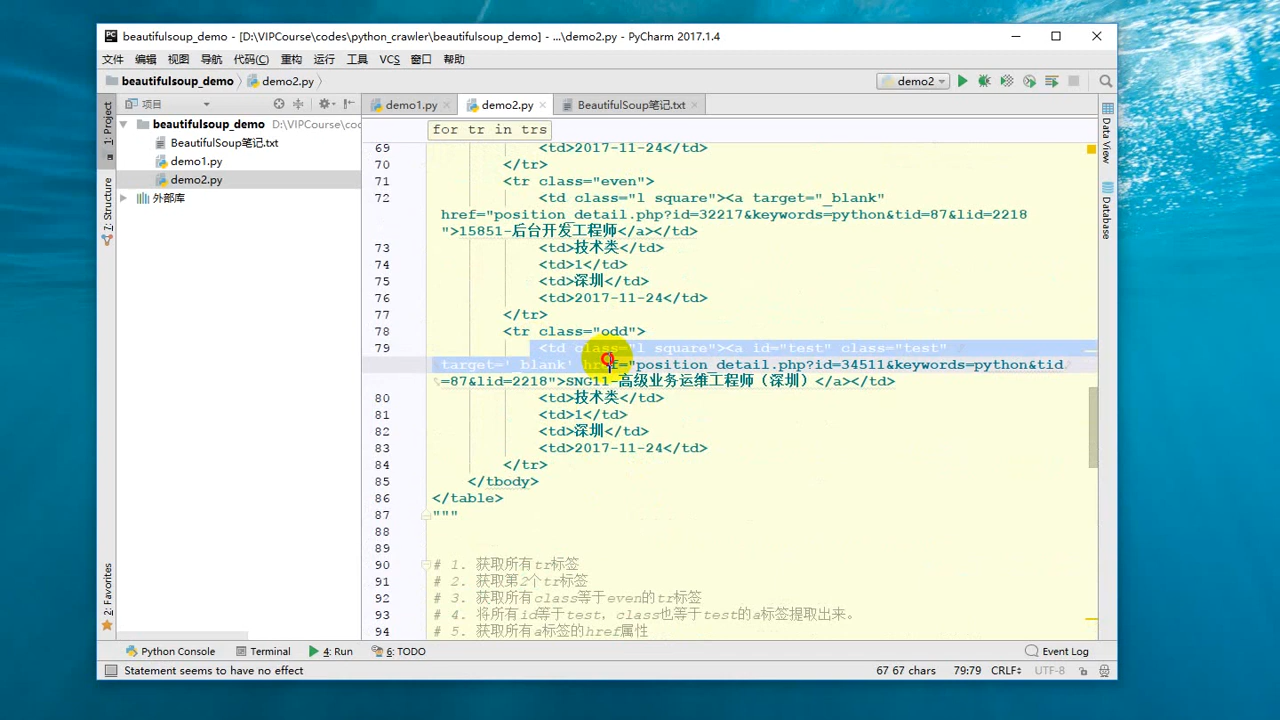 beautifulsoup_demo - [D:\VIPCourse\codes\python_crawler\beautifulsoup_demo] - ...\demo2.py - PyCharm 2017.1.4
文件 编辑 视图 导航 代码(C) 重构 运行 工具 VCS 窗口 帮助
beautifulsoup_demo demo2.py demo2
项目 demo1.py demo2.py BeautifulSoup笔记.txt
1: Project
7: Structure
2: Favorites
beautifulsoup_demo D:\VIPCourse\coc
BeautifulSoup笔记.txt
demo1.py
demo2.py
外部库
for tr in trs
69 <td>2017-11-24</td>
70 </tr>
71 <tr class="even">
72 <td class="l square"><a target="_blank"
href="position_detail.php?id=32217&keywords=python&tid=87&lid=2218
">15851-后台开发工程师</a></td>
73 <td>技术类</td>
74 <td>1</td>
75 <td>深圳</td>
76 <td>2017-11-24</td>
77 </tr>
78 <tr class="odd">
79 <td class="l square"><a id="test" class="test"
target='_blank' href="position_detail.php?id=34511&keywords=python&tid
=87&lid=2218">SNG11-高级业务运维工程师（深圳）</a></td>
80 <td>技术类</td>
81 <td>1</td>
82 <td>深圳</td>
83 <td>2017-11-24</td>
84 </tr>
85 </tbody>
86 </table>
87 """
88
89
90 # 1. 获取所有tr标签
91 # 2. 获取第2个tr标签
92 # 3. 获取所有class等于even的tr标签
93 # 4. 将所有id等于test，class也等于test的a标签提取出来。
94 # 5. 获取所有a标签的href属性
Data View
Database
Python Console Terminal 4: Run 6: TODO Event Log
Statement seems to have no effect 67 67 chars 79:79 CRLF UTF-8